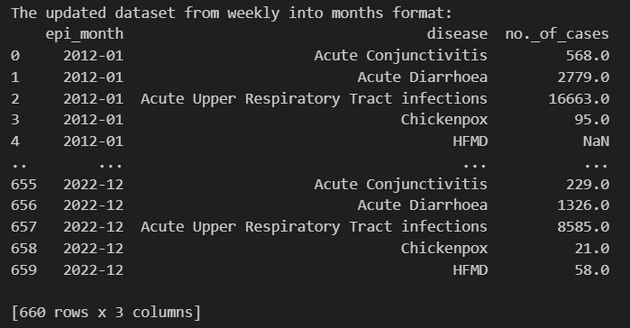 The updated dataset from weekly into months format:
epi_month disease no._of_cases
0 2012-01 Acute Conjunctivitis 568.0
1 2012-01 Acute Diarrhoea 2779.0
2 2012-01 Acute Upper Respiratory Tract infections 16663.0
3 2012-01 Chickenpox 95.0
4 2012-01 HFMD NaN
.. ... ... ...
655 2022-12 Acute Conjunctivitis 229.0
656 2022-12 Acute Diarrhoea 1326.0
657 2022-12 Acute Upper Respiratory Tract infections 8585.0
658 2022-12 Chickenpox 21.0
659 2022-12 HFMD 58.0
[660 rows x 3 columns]